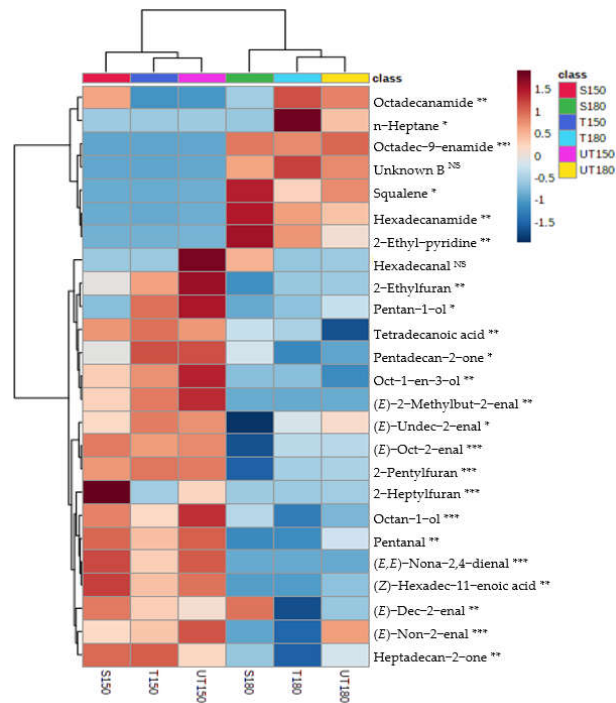 class
Octadecanamide **
n-Heptane *
Octadec-9-enamide ***
Unknown B NS
Squalene *
Hexadecanamide **
2-Ethyl-pyridine **
Hexadecanal NS
2-Ethylfuran **
Pentan-1-ol *
Tetradecanoic acid **
Pentadecan-2-one *
Oct-1-en-3-ol **
(E)-2-Methylbut-2-enal **
(E)-Undec-2-enal *
(E)-Oct-2-enal ***
2-Pentylfuran ***
2-Heptylfuran ***
Octan-1-ol ***
Pentanal **
(E,E)-Nona-2,4-dienal ***
(Z)-Hexadec-11-enoic acid **
(E)-Dec-2-enal **
(E)-Non-2-enal ***
Heptadecan-2-one **
S150
T150
UT150
S180
T180
UT180
1.5
1
0.5
0
-0.5
-1
-1.5
class
S150
S180
T150
T180
UT150
UT180